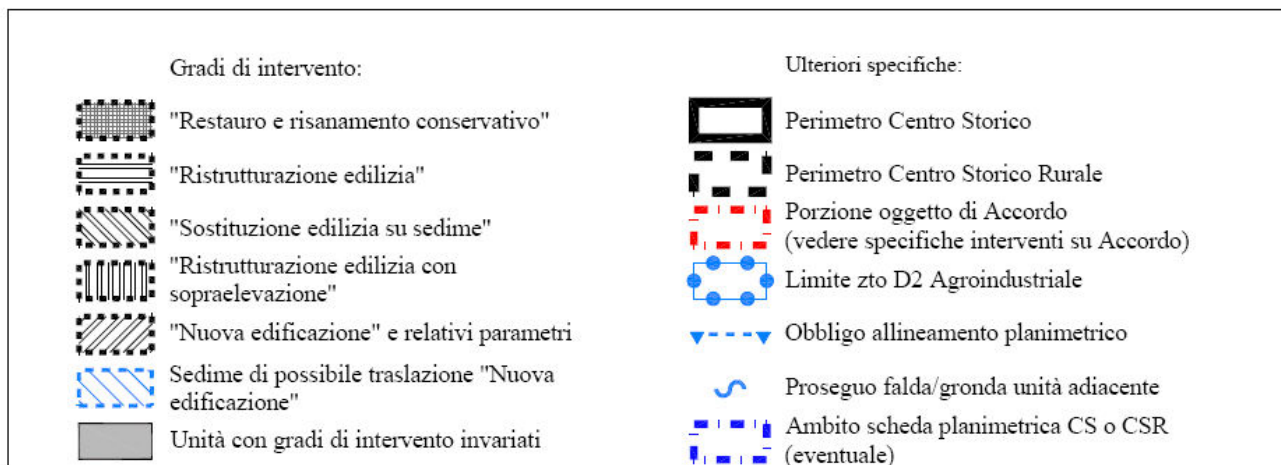 Gradi di intervento:
"Restauro e risanamento conservativo"
"Ristrutturazione edilizia"
"Sostituzione edilizia su sedime"
"Ristrutturazione edilizia con
sopraelevazione"
"Nuova edificazione" e relativi parametri
Sedime di possibile traslazione "Nuova
edificazione"
Unità con gradi di intervento invariati
Ulteriori specifiche:
Perimetro Centro Storico
Perimetro Centro Storico Rurale
Porzione oggetto di Accordo
(vedere specifiche interventi su Accordo)
Limite zto D2 Agroindustriale
Obbligo allineamento planimetrico
Proseguo falda/gronda unità adiacente
Ambito scheda planimetrica CS o CSR
(eventuale)